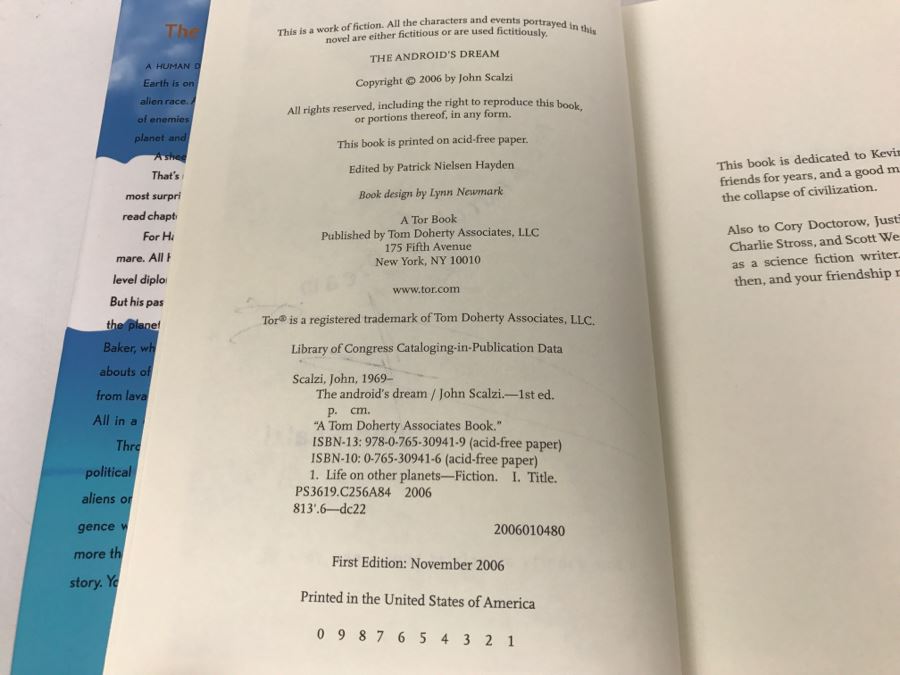 The
A HUMAN D
Earth is on
alien race. A
of enemies
planet and
A shee
That's
most surpri
read chapt
For Ha
mare. All h
level diplo
But his pas
the planet
Baker, wh
abouts of
from lava
All in a
Thro
political
aliens or
gence w
more th
story. Yo
This is a work of fiction. All the characters and events portrayed in this
novel are either fictitious or are used fictitiously.
THE ANDROID'S DREAM
Copyright © 2006 by John Scalzi
All rights reserved, including the right to reproduce this book,
or portions thereof, in any form.
This book is printed on acid-free paper.
Edited by Patrick Nielsen Hayden
Book design by Lynn Newmark
A Tor Book
Published by Tom Doherty Associates, LLC
175 Fifth Avenue
New York, NY 10010
www.tor.com
Tor® is a registered trademark of Tom Doherty Associates, LLC.
Library of Congress Cataloging-in-Publication Data
Scalzi, John, 1969–
The android's dream / John Scalzi.—1st ed.
p. cm.
"A Tom Doherty Associates Book."
ISBN-13: 978-0-765-30941-9 (acid-free paper)
ISBN-10: 0-765-30941-6 (acid-free paper)
1. Life on other planets—Fiction. I. Title.
PS3619.C256A84 2006
813'.6—dc22
2006010480
First Edition: November 2006
Printed in the United States of America
0 9 8 7 6 5 4 3 2 1
This book is dedicated to Kevin
friends for years, and a good m
the collapse of civilization.
Also to Cory Doctorow, Justi
Charlie Stross, and Scott We
as a science fiction writer.
then, and your friendship r